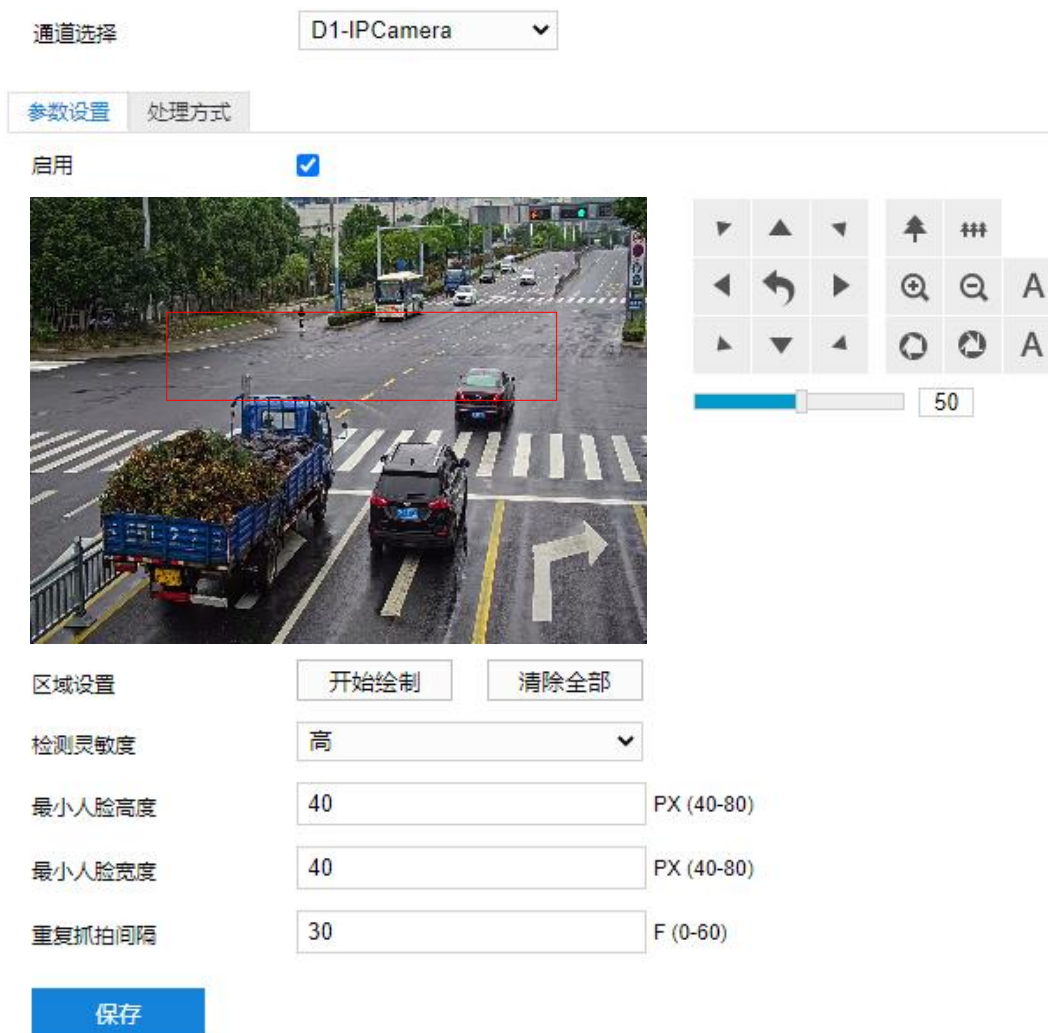 通道选择 D1-IPCamera
参数设置 处理方式
启用
A
A
50
区域设置 开始绘制 清除全部
检测灵敏度 高
最小人脸高度 40 PX (40-80)
最小人脸宽度 40 PX (40-80)
重复抓拍间隔 30 F (0-60)
保存